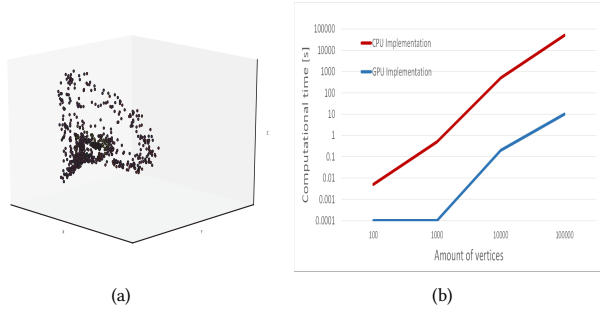 Z
X
Y
(a)
Computational time [s]
100000
10000
1000
100
10
1
0.1
0.01
0.001
0.0001
CPU Implementation
GPU Implementation
100
1000
10000
100000
Amount of vertices
(b)